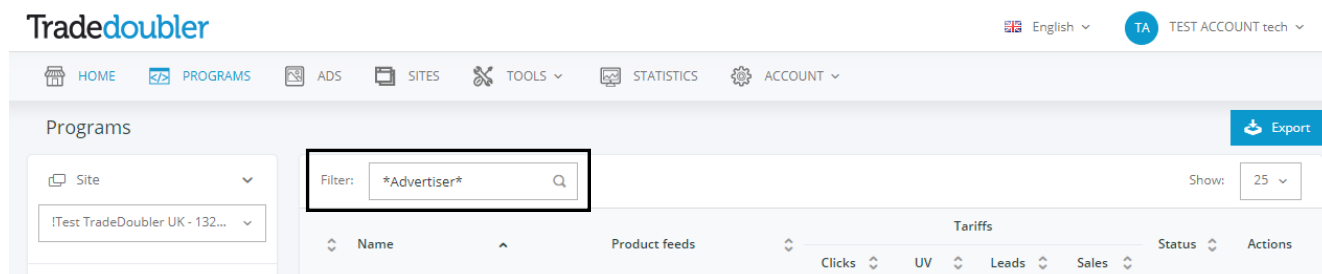 Tradedoubler English TA TEST ACCOUNT tech
HOME PROGRAMS ADS SITES TOOLS STATISTICS ACCOUNT
Programs Export
Site Filter: *Advertiser* Show: 25
!Test TradeDoubler UK - 132...
Tariffs
Name Product feeds Status Actions
Clicks UV Leads Sales